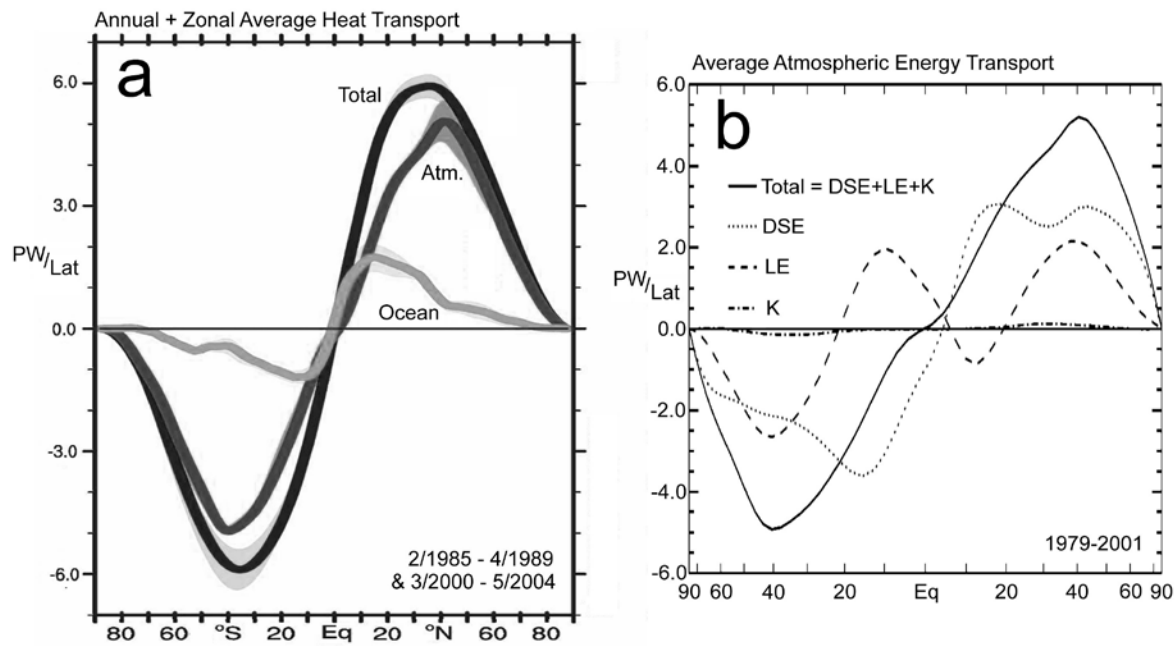 Annual + Zonal Average Heat Transport
a
6.0
3.0
0.0
-3.0
-6.0
PW/Lat
Total
Atm.
Ocean
2/1985 - 4/1989
& 3/2000 - 5/2004
80 60 ºS 20 Eq 20 ºN 60 80
Average Atmospheric Energy Transport
b
6.0
4.0
2.0
0.0
-2.0
-4.0
-6.0
PW/Lat
Total = DSE+LE+K
DSE
LE
K
1979-2001
90 60 40 20 Eq 20 40 60 90